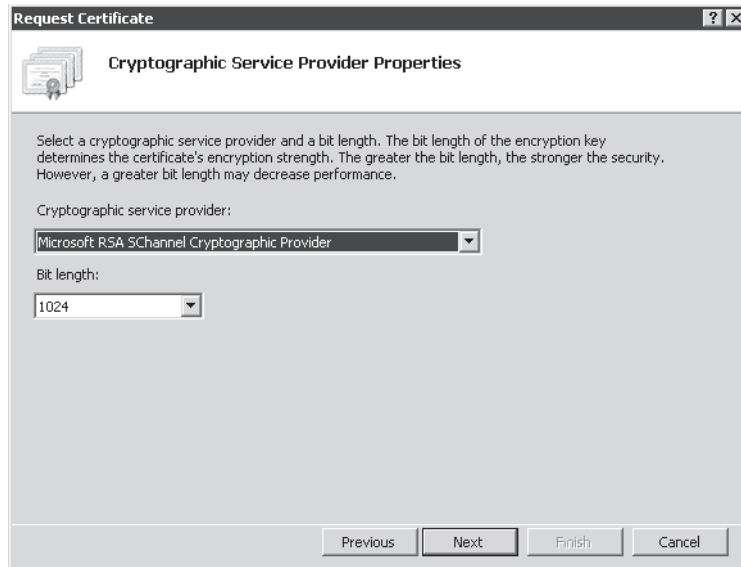 Request Certificate
Cryptographic Service Provider Properties
Select a cryptographic service provider and a bit length. The bit length of the encryption key
determines the certificate's encryption strength. The greater the bit length, the stronger the security.
However, a greater bit length may decrease performance.
Cryptographic service provider:
Microsoft RSA SChannel Cryptographic Provider
Bit length:
1024
Previous Next Finish Cancel